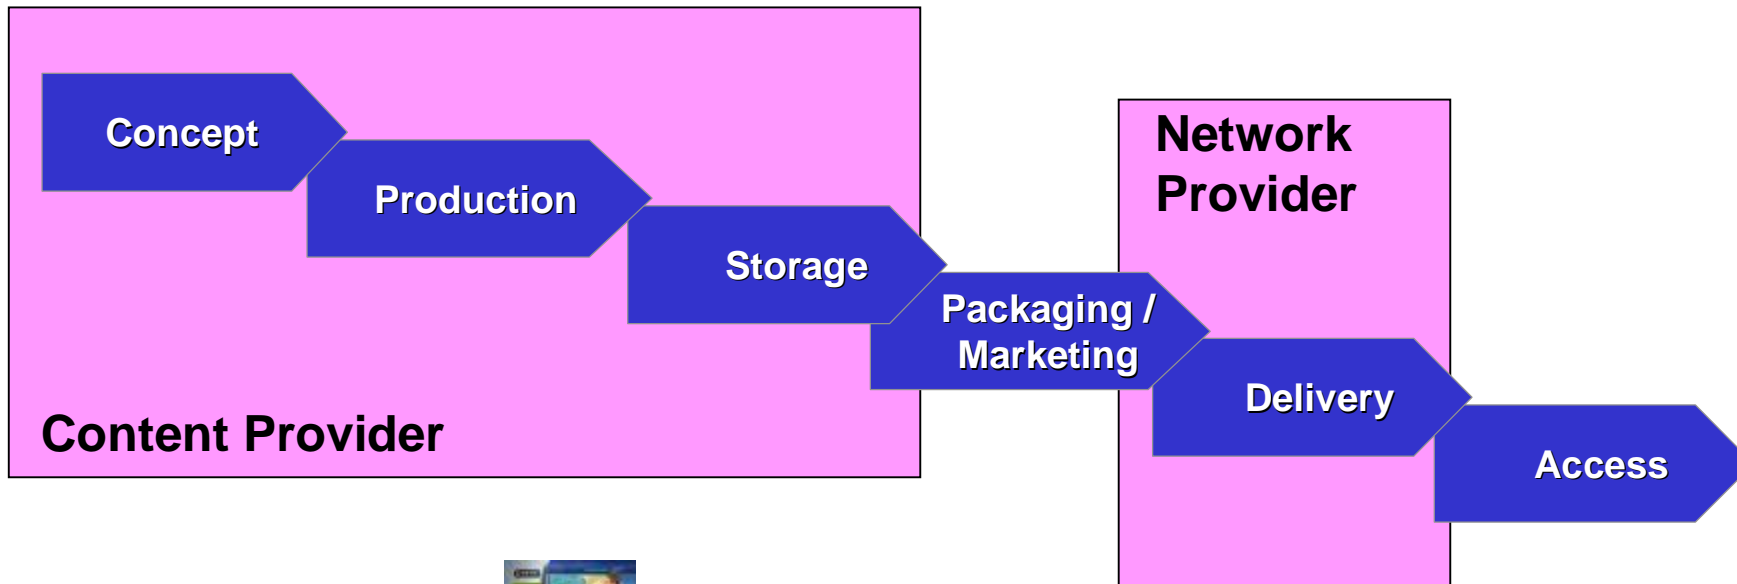 Concept
Production
Storage
Packaging /
Marketing
Delivery
Access
Content Provider
Network
Provider